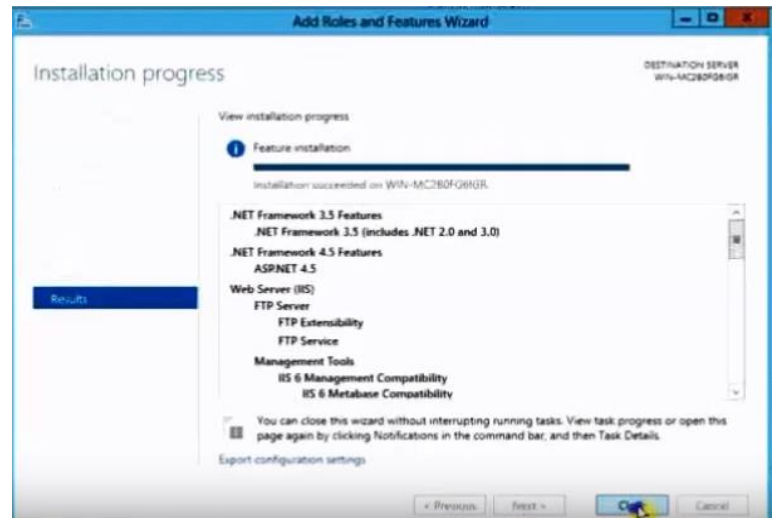 Add Roles and Features Wizard
Installation progress
DESTINATION SERVER
View installation progress
Feature installation
Installation succeeded on
.NET Framework 3.5 Features
.NET Framework 3.5 (includes .NET 2.0 and 3.0)
.NET Framework 4.5 Features
ASP.NET 4.5
Web Server (IIS)
FTP Server
FTP Extensibility
FTP Service
Management Tools
IIS 6 Management Compatibility
IIS 6 Metabase Compatibility
Results
You can close this wizard without interrupting running tasks. View task progress or open this
page again by clicking Notifications in the command bar, and then Task Details.
Export configuration settings
< Previous
Next >
Cancel